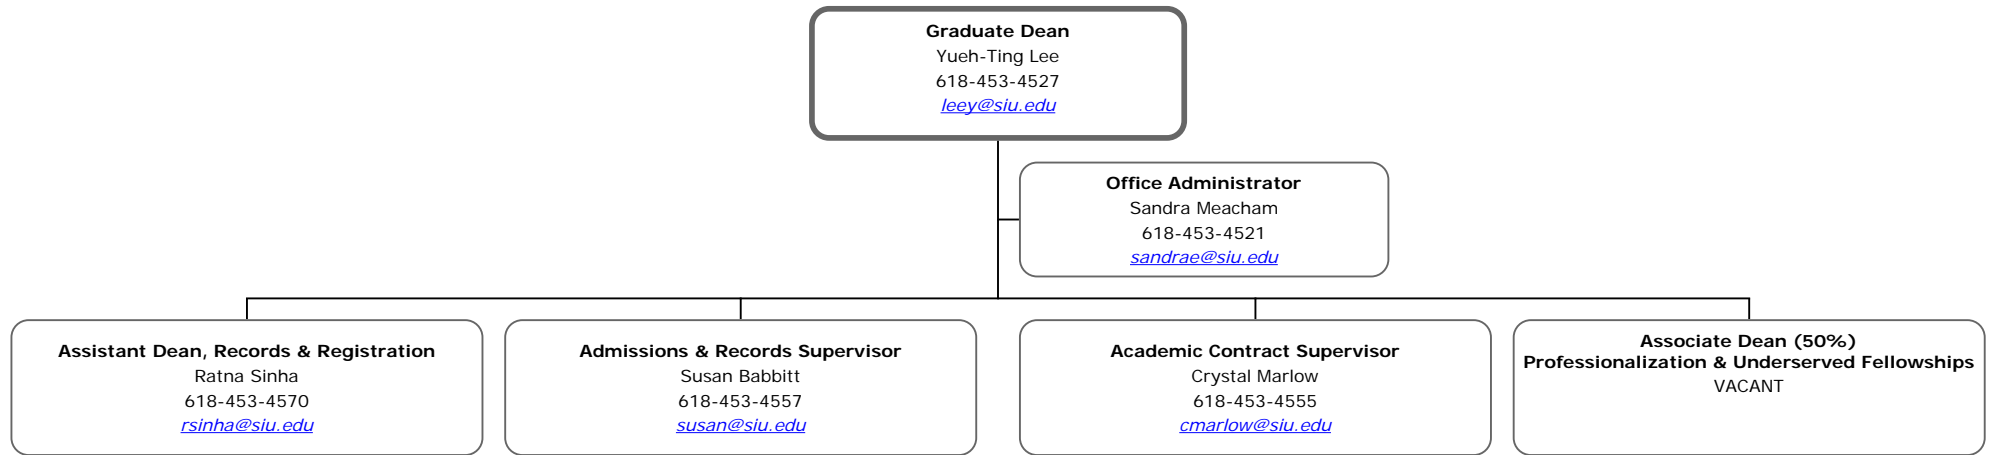 Graduate Dean
Yueh-Ting Lee
618-453-4527
leey@siu.edu
Office Administrator
Sandra Meacham
618-453-4521
sandrae@siu.edu
Assistant Dean, Records & Registration
Ratna Sinha
618-453-4570
rsinha@siu.edu
Admissions & Records Supervisor
Susan Babbitt
618-453-4557
susan@siu.edu
Academic Contract Supervisor
Crystal Marlow
618-453-4555
cmarlow@siu.edu
Associate Dean (50%)
Professionalization & Underserved Fellowships
VACANT